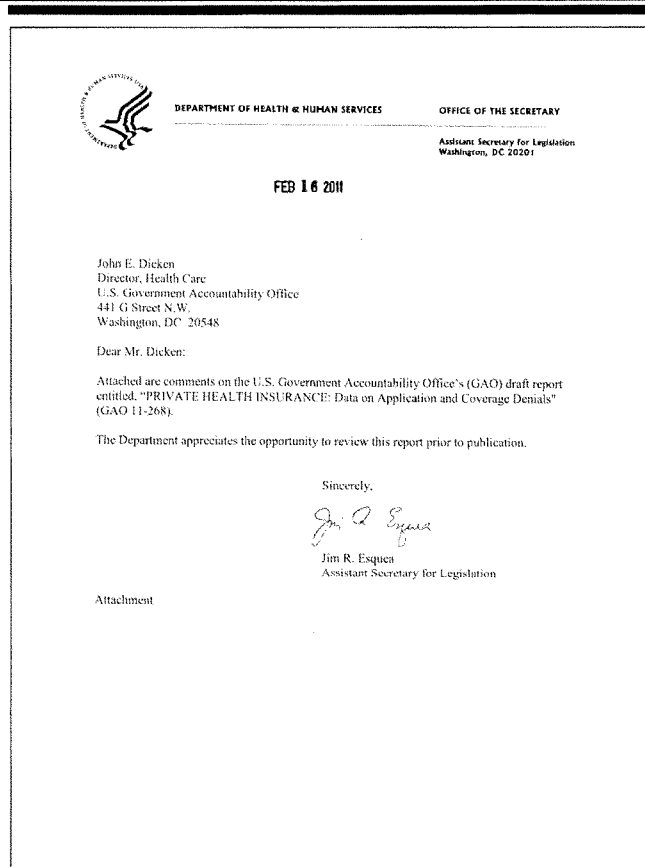 DEPARTMENT OF HEALTH & HUMAN SERVICES
OFFICE OF THE SECRETARY
Assistant Secretary for Legislation
Washington, DC 20201
FEB 16 2011
John E. Dicken
Director, Health Care
U.S. Government Accountability Office
441 G Street N.W.
Washington, DC 20548
Dear Mr. Dicken:
Attached are comments on the U.S. Government Accountability Office's (GAO) draft report
entitled, "PRIVATE HEALTH INSURANCE: Data on Application and Coverage Denials"
(GAO 11-268).
The Department appreciates the opportunity to review this report prior to publication.
Sincerely,
Jim R. Esquea
Jim R. Esquea
Assistant Secretary for Legislation
Attachment